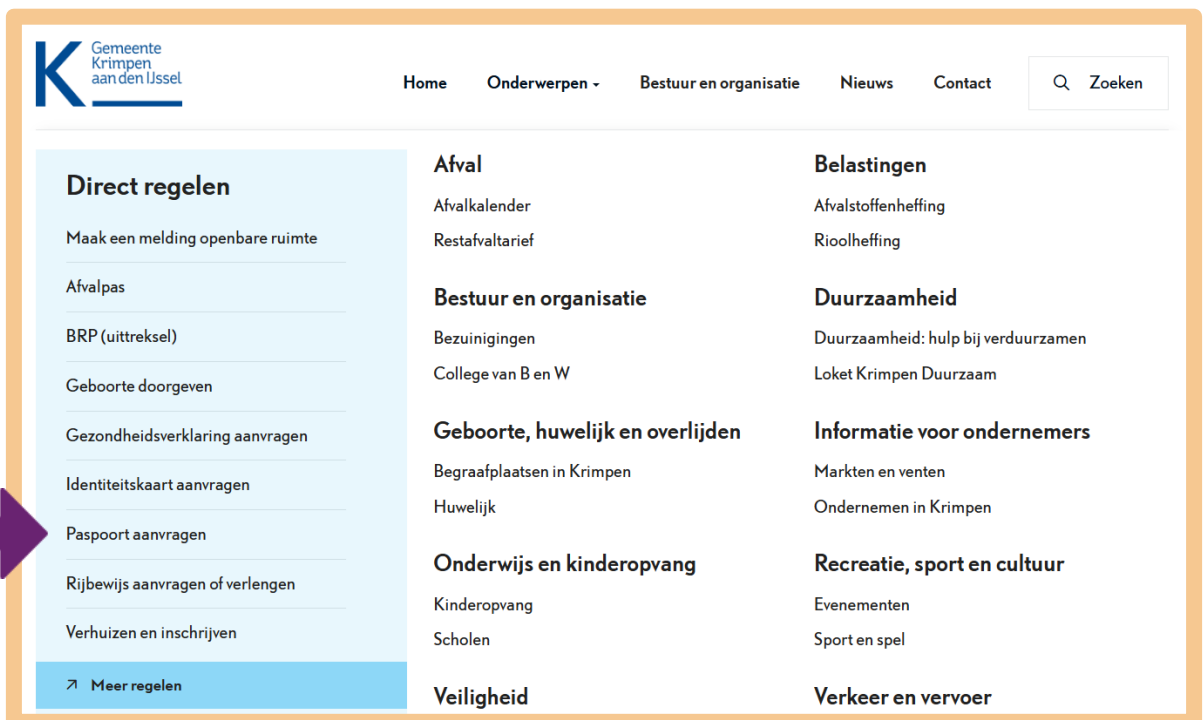 Gemeente
Krimpen
aan den IJssel
Home Onderwerpen Bestuur en organisatie Nieuws Contact Zoeken
Direct regelen
Maak een melding openbare ruimte
Afvalpas
BRP (uittreksel)
Geboorte doorgeven
Gezondheidsverklaring aanvragen
Identiteitskaart aanvragen
Paspoort aanvragen
Rijbewijs aanvragen of verlengen
Verhuizen en inschrijven
Meer regelen
Afval
Afvalkalender
Restafvaltarief
Bestuur en organisatie
Bezuinigingen
College van B en W
Geboorte, huwelijk en overlijden
Begraafplaatsen in Krimpen
Huwelijk
Onderwijs en kinderopvang
Kinderopvang
Scholen
Veiligheid
Belastingen
Afvalstoffenheffing
Rioolheffing
Duurzaamheid
Duurzaamheid: hulp bij verduurzamen
Loket Krimpen Duurzaam
Informatie voor ondernemers
Markten en venten
Ondernemen in Krimpen
Recreatie, sport en cultuur
Evenementen
Sport en spel
Verkeer en vervoer